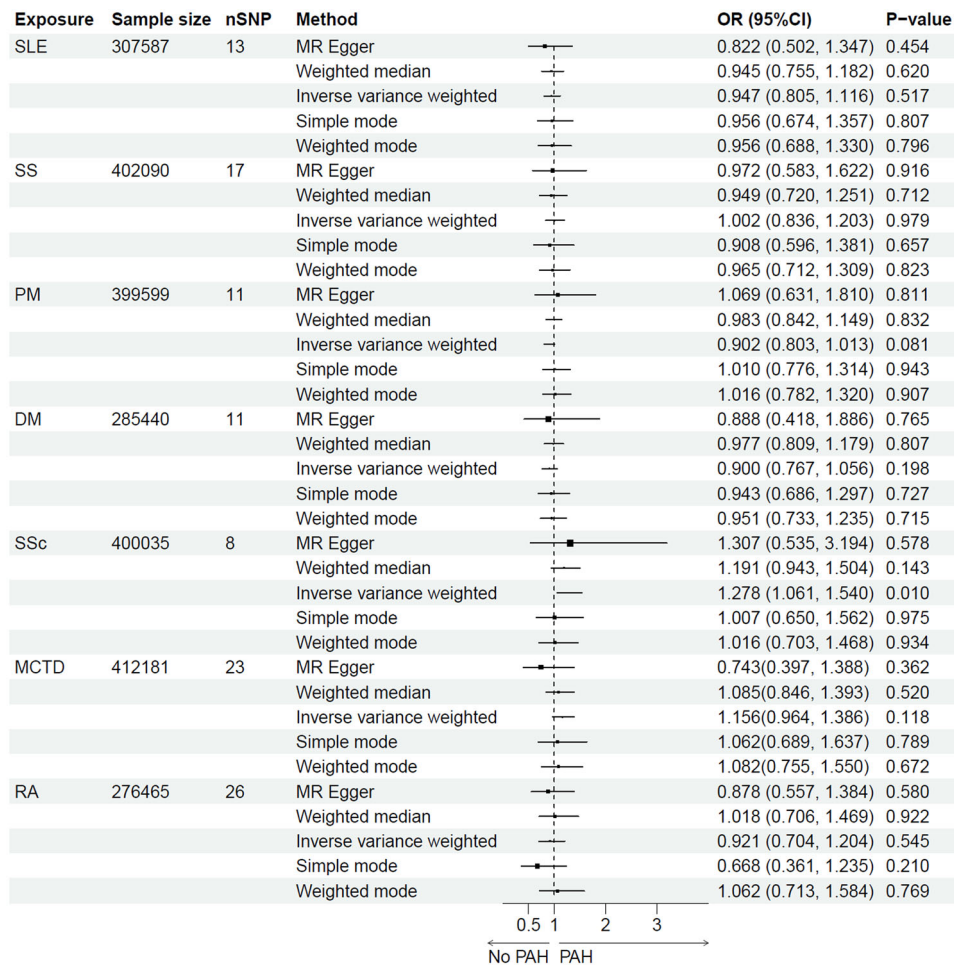 Exposure Sample size nSNP Method OR (95%CI) P−value
SLE 307587 13 MR Egger 0.822 (0.502, 1.347) 0.454
Weighted median 0.945 (0.755, 1.182) 0.620
Inverse variance weighted 0.947 (0.805, 1.116) 0.517
Simple mode 0.956 (0.674, 1.357) 0.807
Weighted mode 0.956 (0.688, 1.330) 0.796
SS 402090 17 MR Egger 0.972 (0.583, 1.622) 0.916
Weighted median 0.949 (0.720, 1.251) 0.712
Inverse variance weighted 1.002 (0.836, 1.203) 0.979
Simple mode 0.908 (0.596, 1.381) 0.657
Weighted mode 0.965 (0.712, 1.309) 0.823
PM 399599 11 MR Egger 1.069 (0.631, 1.810) 0.811
Weighted median 0.983 (0.842, 1.149) 0.832
Inverse variance weighted 0.902 (0.803, 1.013) 0.081
Simple mode 1.010 (0.776, 1.314) 0.943
Weighted mode 1.016 (0.782, 1.320) 0.907
DM 285440 11 MR Egger 0.888 (0.418, 1.886) 0.765
Weighted median 0.977 (0.809, 1.179) 0.807
Inverse variance weighted 0.900 (0.767, 1.056) 0.198
Simple mode 0.943 (0.686, 1.297) 0.727
Weighted mode 0.951 (0.733, 1.235) 0.715
SSc 400035 8 MR Egger 1.307 (0.535, 3.194) 0.578
Weighted median 1.191 (0.943, 1.504) 0.143
Inverse variance weighted 1.278 (1.061, 1.540) 0.010
Simple mode 1.007 (0.650, 1.562) 0.975
Weighted mode 1.016 (0.703, 1.468) 0.934
MCTD 412181 23 MR Egger 0.743(0.397, 1.388) 0.362
Weighted median 1.085(0.846, 1.393) 0.520
Inverse variance weighted 1.156(0.964, 1.386) 0.118
Simple mode 1.062(0.689, 1.637) 0.789
Weighted mode 1.082(0.755, 1.550) 0.672
RA 276465 26 MR Egger 0.878 (0.557, 1.384) 0.580
Weighted median 1.018 (0.706, 1.469) 0.922
Inverse variance weighted 0.921 (0.704, 1.204) 0.545
Simple mode 0.668 (0.361, 1.235) 0.210
Weighted mode 1.062 (0.713, 1.584) 0.769
0.5 1 2 3
No PAH PAH